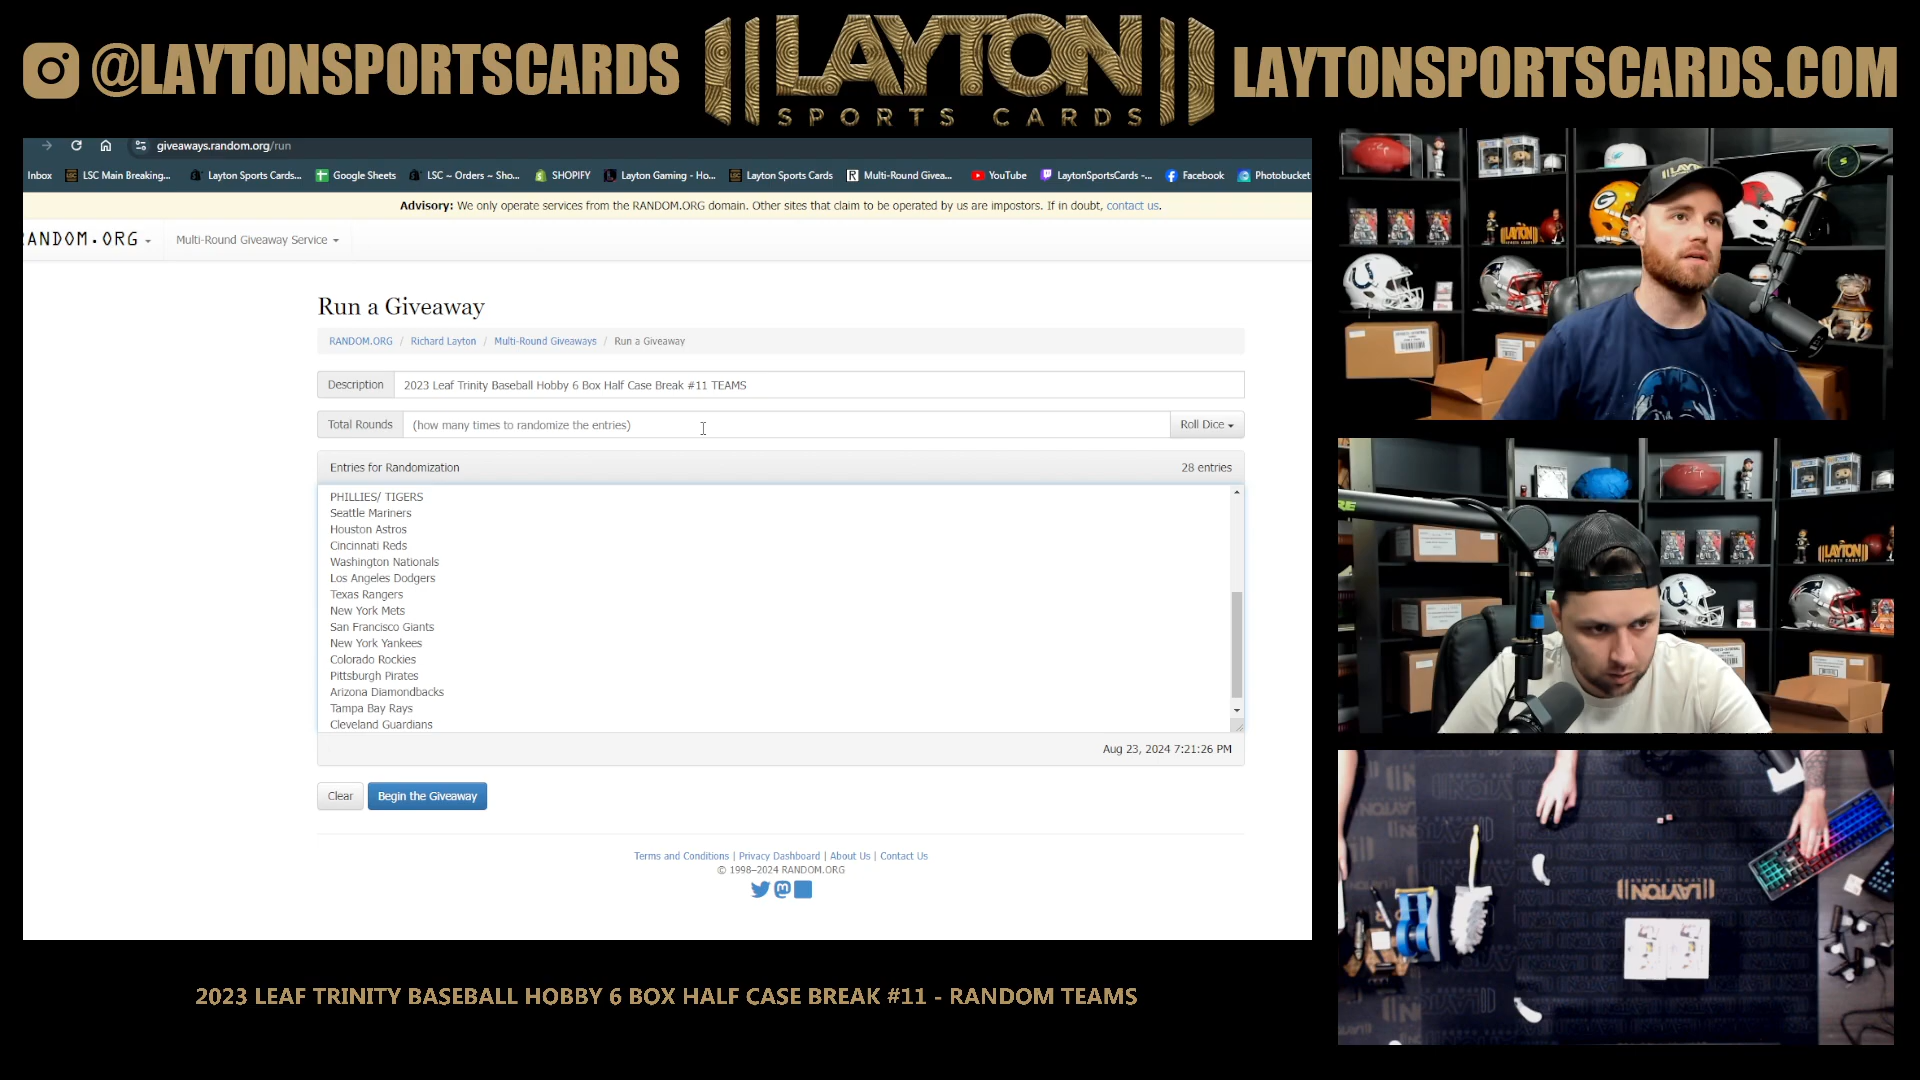 @LAYTONSPORTSCARDS
LAYTON
SPORTS CARDS
LAYTONSPORTSCARDS.COM
giveaways.random.org/run
Inbox LSC Main Breaking... Layton Sports Cards... Google Sheets LSC ~ Orders ~ Sho... SHOPIFY Layton Gaming - Ho... Layton Sports Cards Multi-Round Givea... YouTube LaytonSportsCards -... Facebook Photobucket
Advisory: We only operate services from the RANDOM.ORG domain. Other sites that claim to be operated by us are impostors. If in doubt, contact us.
RANDOM.ORG Multi-Round Giveaway Service
Run a Giveaway
RANDOM.ORG / Richard Layton / Multi-Round Giveaways / Run a Giveaway
Description 2023 Leaf Trinity Baseball Hobby 6 Box Half Case Break #11 TEAMS
Total Rounds (how many times to randomize the entries) Roll Dice
Entries for Randomization 28 entries
PHILLIES/ TIGERS
Seattle Mariners
Houston Astros
Cincinnati Reds
Washington Nationals
Los Angeles Dodgers
Texas Rangers
New York Mets
San Francisco Giants
New York Yankees
Colorado Rockies
Pittsburgh Pirates
Arizona Diamondbacks
Tampa Bay Rays
Cleveland Guardians
Aug 23, 2024 7:21:26 PM
Clear Begin the Giveaway
Terms and Conditions | Privacy Dashboard | About Us | Contact Us
© 1998–2024 RANDOM.ORG
LAYTON
LAYTON
LAYTON
2023 LEAF TRINITY BASEBALL HOBBY 6 BOX HALF CASE BREAK #11 - RANDOM TEAMS